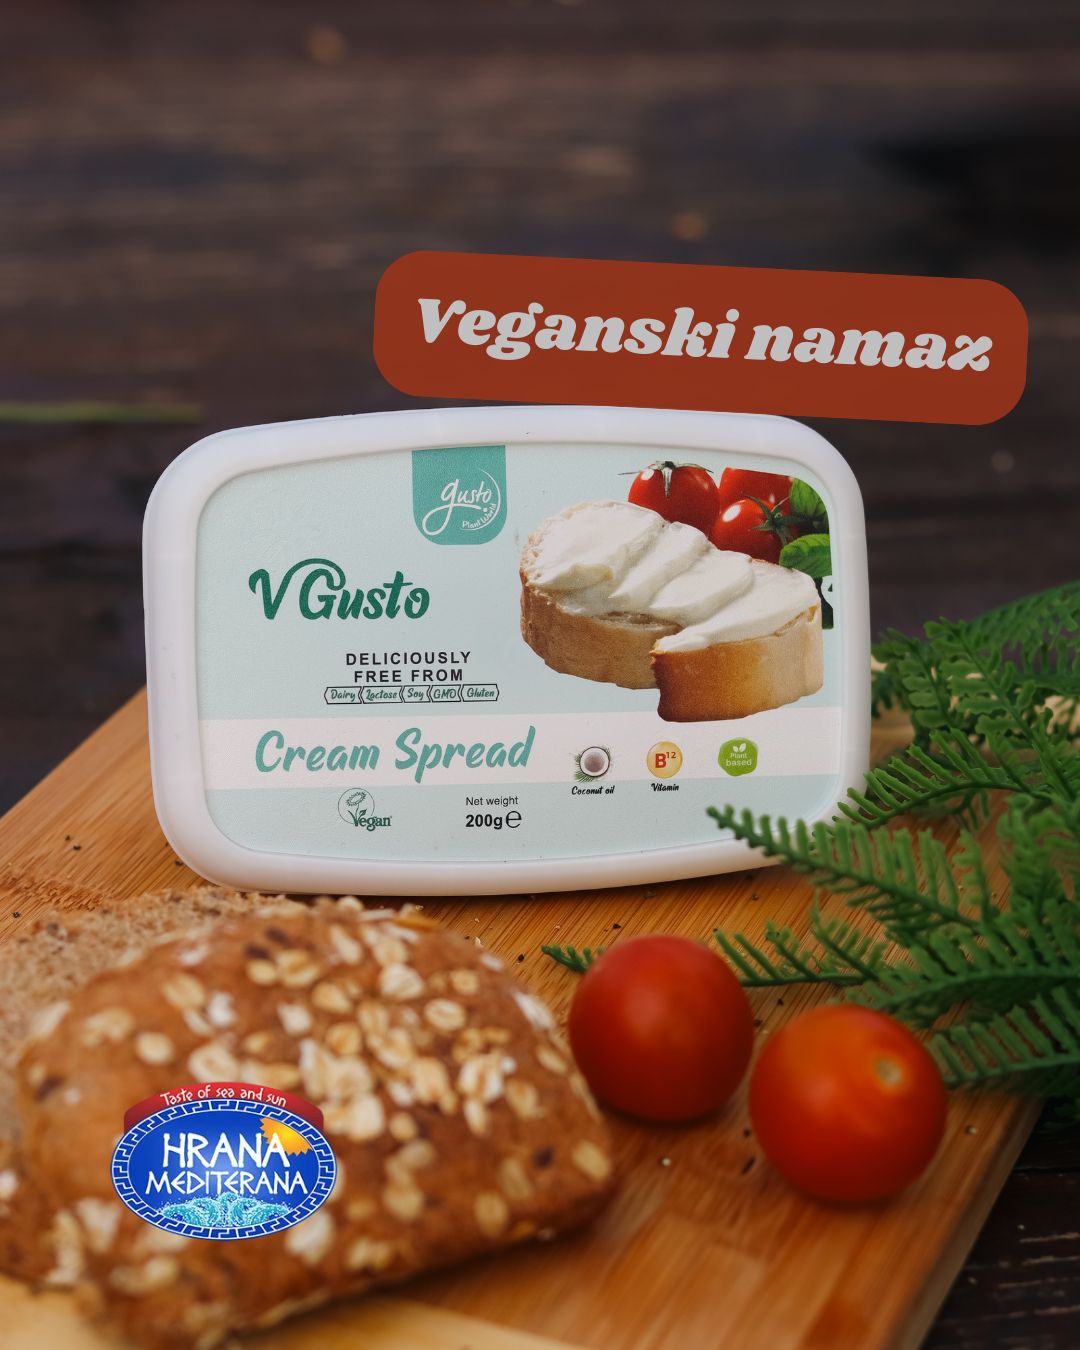 Veganski namaz
gusto
Plant World
V Gusto
DELICIOUSLY
FREE FROM
Dairy Lactose Soy GMO Gluten
Cream Spread
Coconut oil
B12
Vitamin
Plant
based
Vegan
Net weight
200g ℮
Taste of sea and sun
HRANA
MEDITERANA